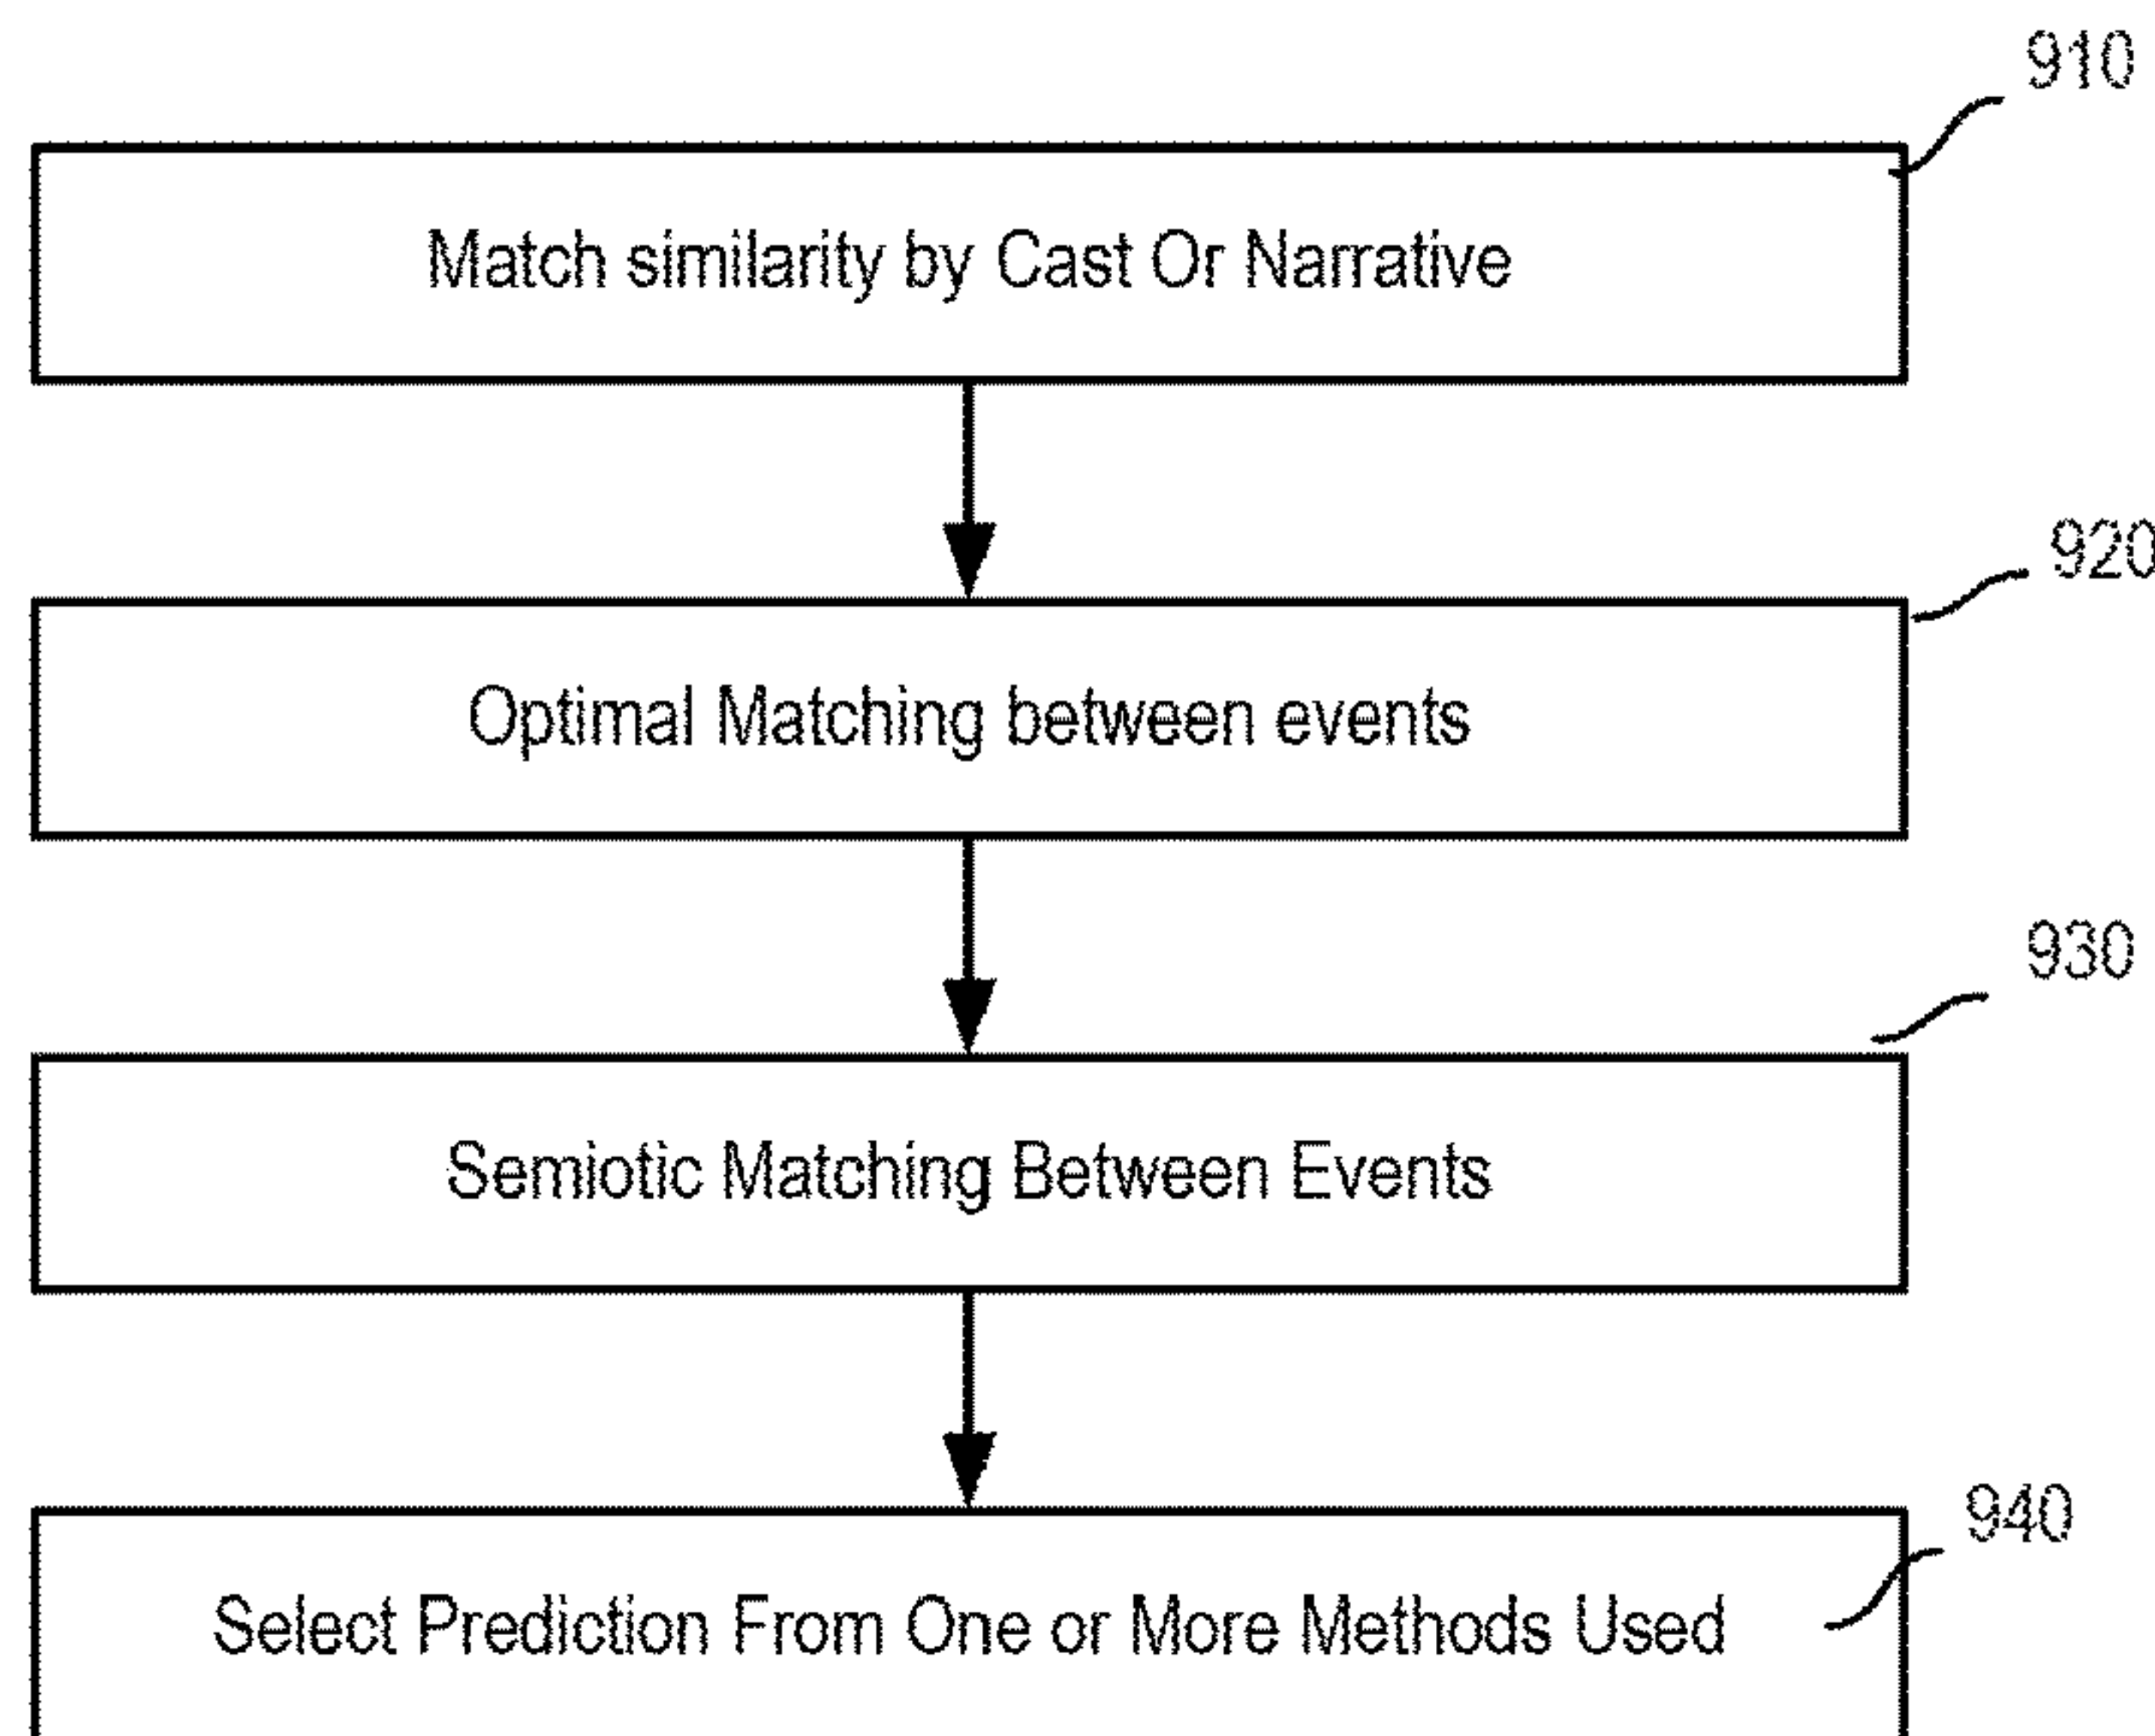 910
Match similarity by Cast Or Narrative
920
Optimal Matching between events
930
Semiotic Matching Between Events
940
Select Prediction From One or More Methods Used